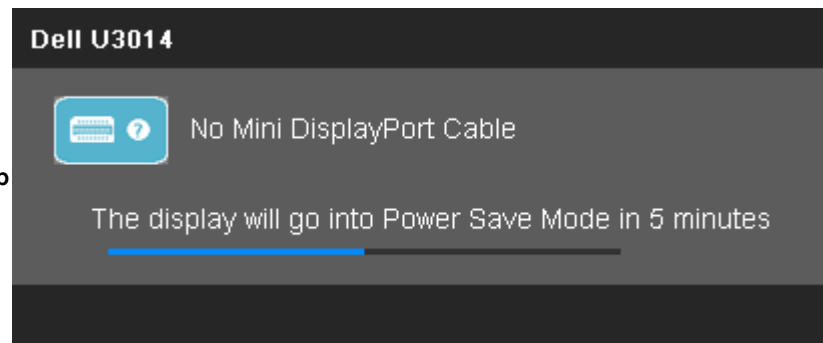 Dell U3014
?
No Mini DisplayPort Cable
The display will go into Power Save Mode in 5 minutes